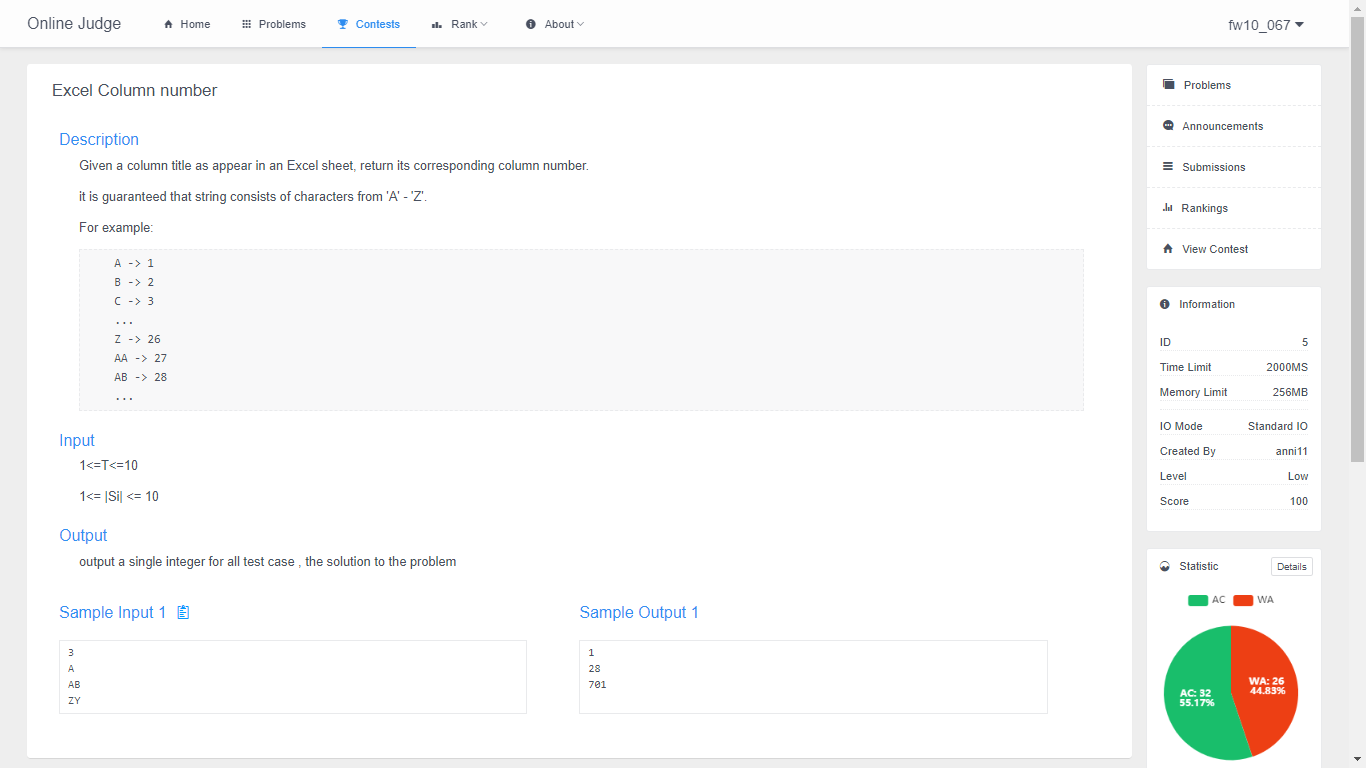 Online Judge
Home
Problems
Contests
Rank
About
fw10_067
Excel Column number
Description
Given a column title as appear in an Excel sheet, return its corresponding column number.
it is guaranteed that string consists of characters from 'A' - 'Z'.
For example:
A -> 1
B -> 2
C -> 3
...
Z -> 26
AA -> 27
AB -> 28
...
Input
1<=T<=10
1<= |Si| <= 10
Output
output a single integer for all test case , the solution to the problem
Sample Input 1
3
A
AB
ZY
Sample Output 1
1
28
701
Problems
Announcements
Submissions
Rankings
View Contest
Information
ID 5
Time Limit 2000MS
Memory Limit 256MB
IO Mode Standard IO
Created By anni11
Level Low
Score 100
Statistic Details
AC WA
WA: 26
44.83%
AC: 32
55.17%